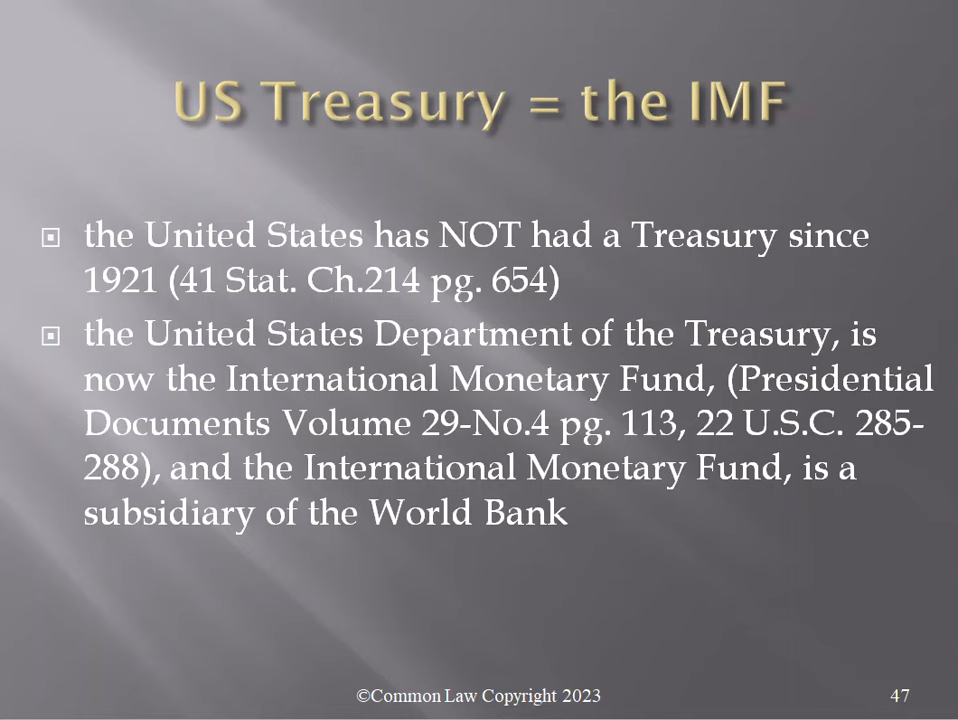 US Treasury = the IMF
the United States has NOT had a Treasury since
1921 (41 Stat. Ch.214 pg. 654)
the United States Department of the Treasury, is
now the International Monetary Fund, (Presidential
Documents Volume 29-No.4 pg. 113, 22 U.S.C. 285-
288), and the International Monetary Fund, is a
subsidiary of the World Bank
©Common Law Copyright 2023
47